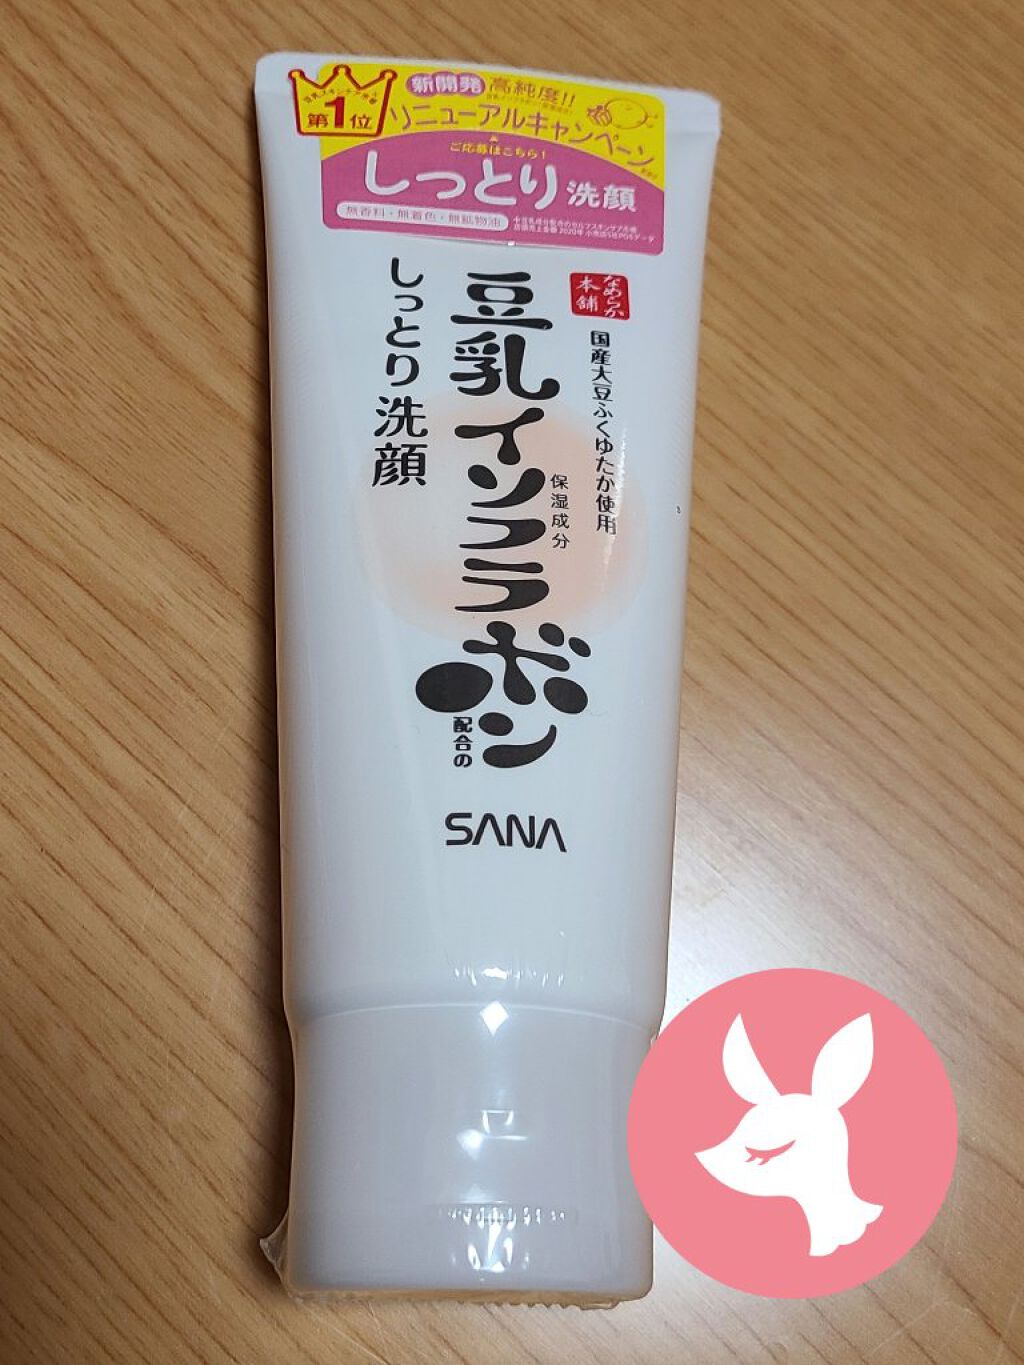 第1位
新開発
高純度!!
リニューアルキャンペーン
ご応募はこちら!
しっとり洗顔
無香料・無着色・無鉱物油
なめらか
本舗
国産大豆ふくゆたか使用
保湿成分
豆乳イソフラボン
配合の
しっとり洗顔
SANA